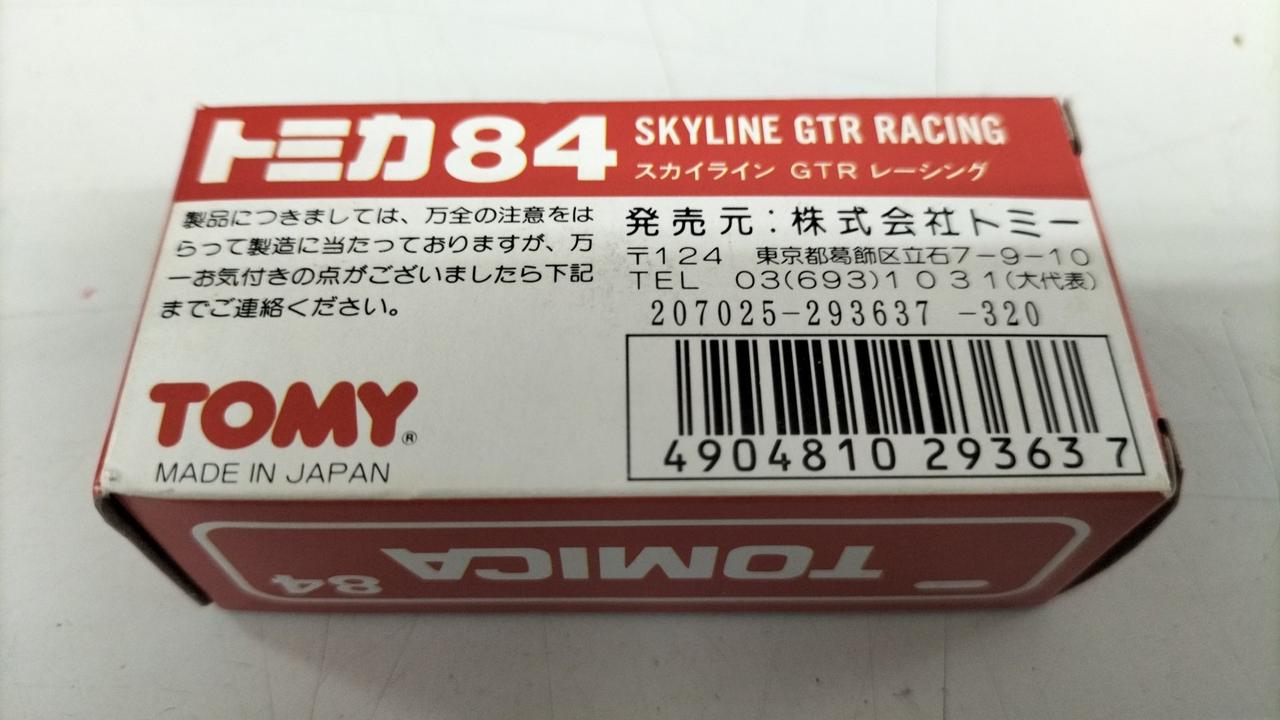 トミカ84 SKYLINE GTR RACING
スカイライン GTR レーシング
製品につきましては、万全の注意をは
らって製造に当たっておりますが、万
一お気付きの点がございましたら下記
までご連絡ください。
TOMY®
MADE IN JAPAN
発売元:株式会社トミー
〒124 東京都葛飾区立石7-9-10
TEL 03(693)1031(大代表)
207025-293637 -320
4904810 293637
TOMICA 84